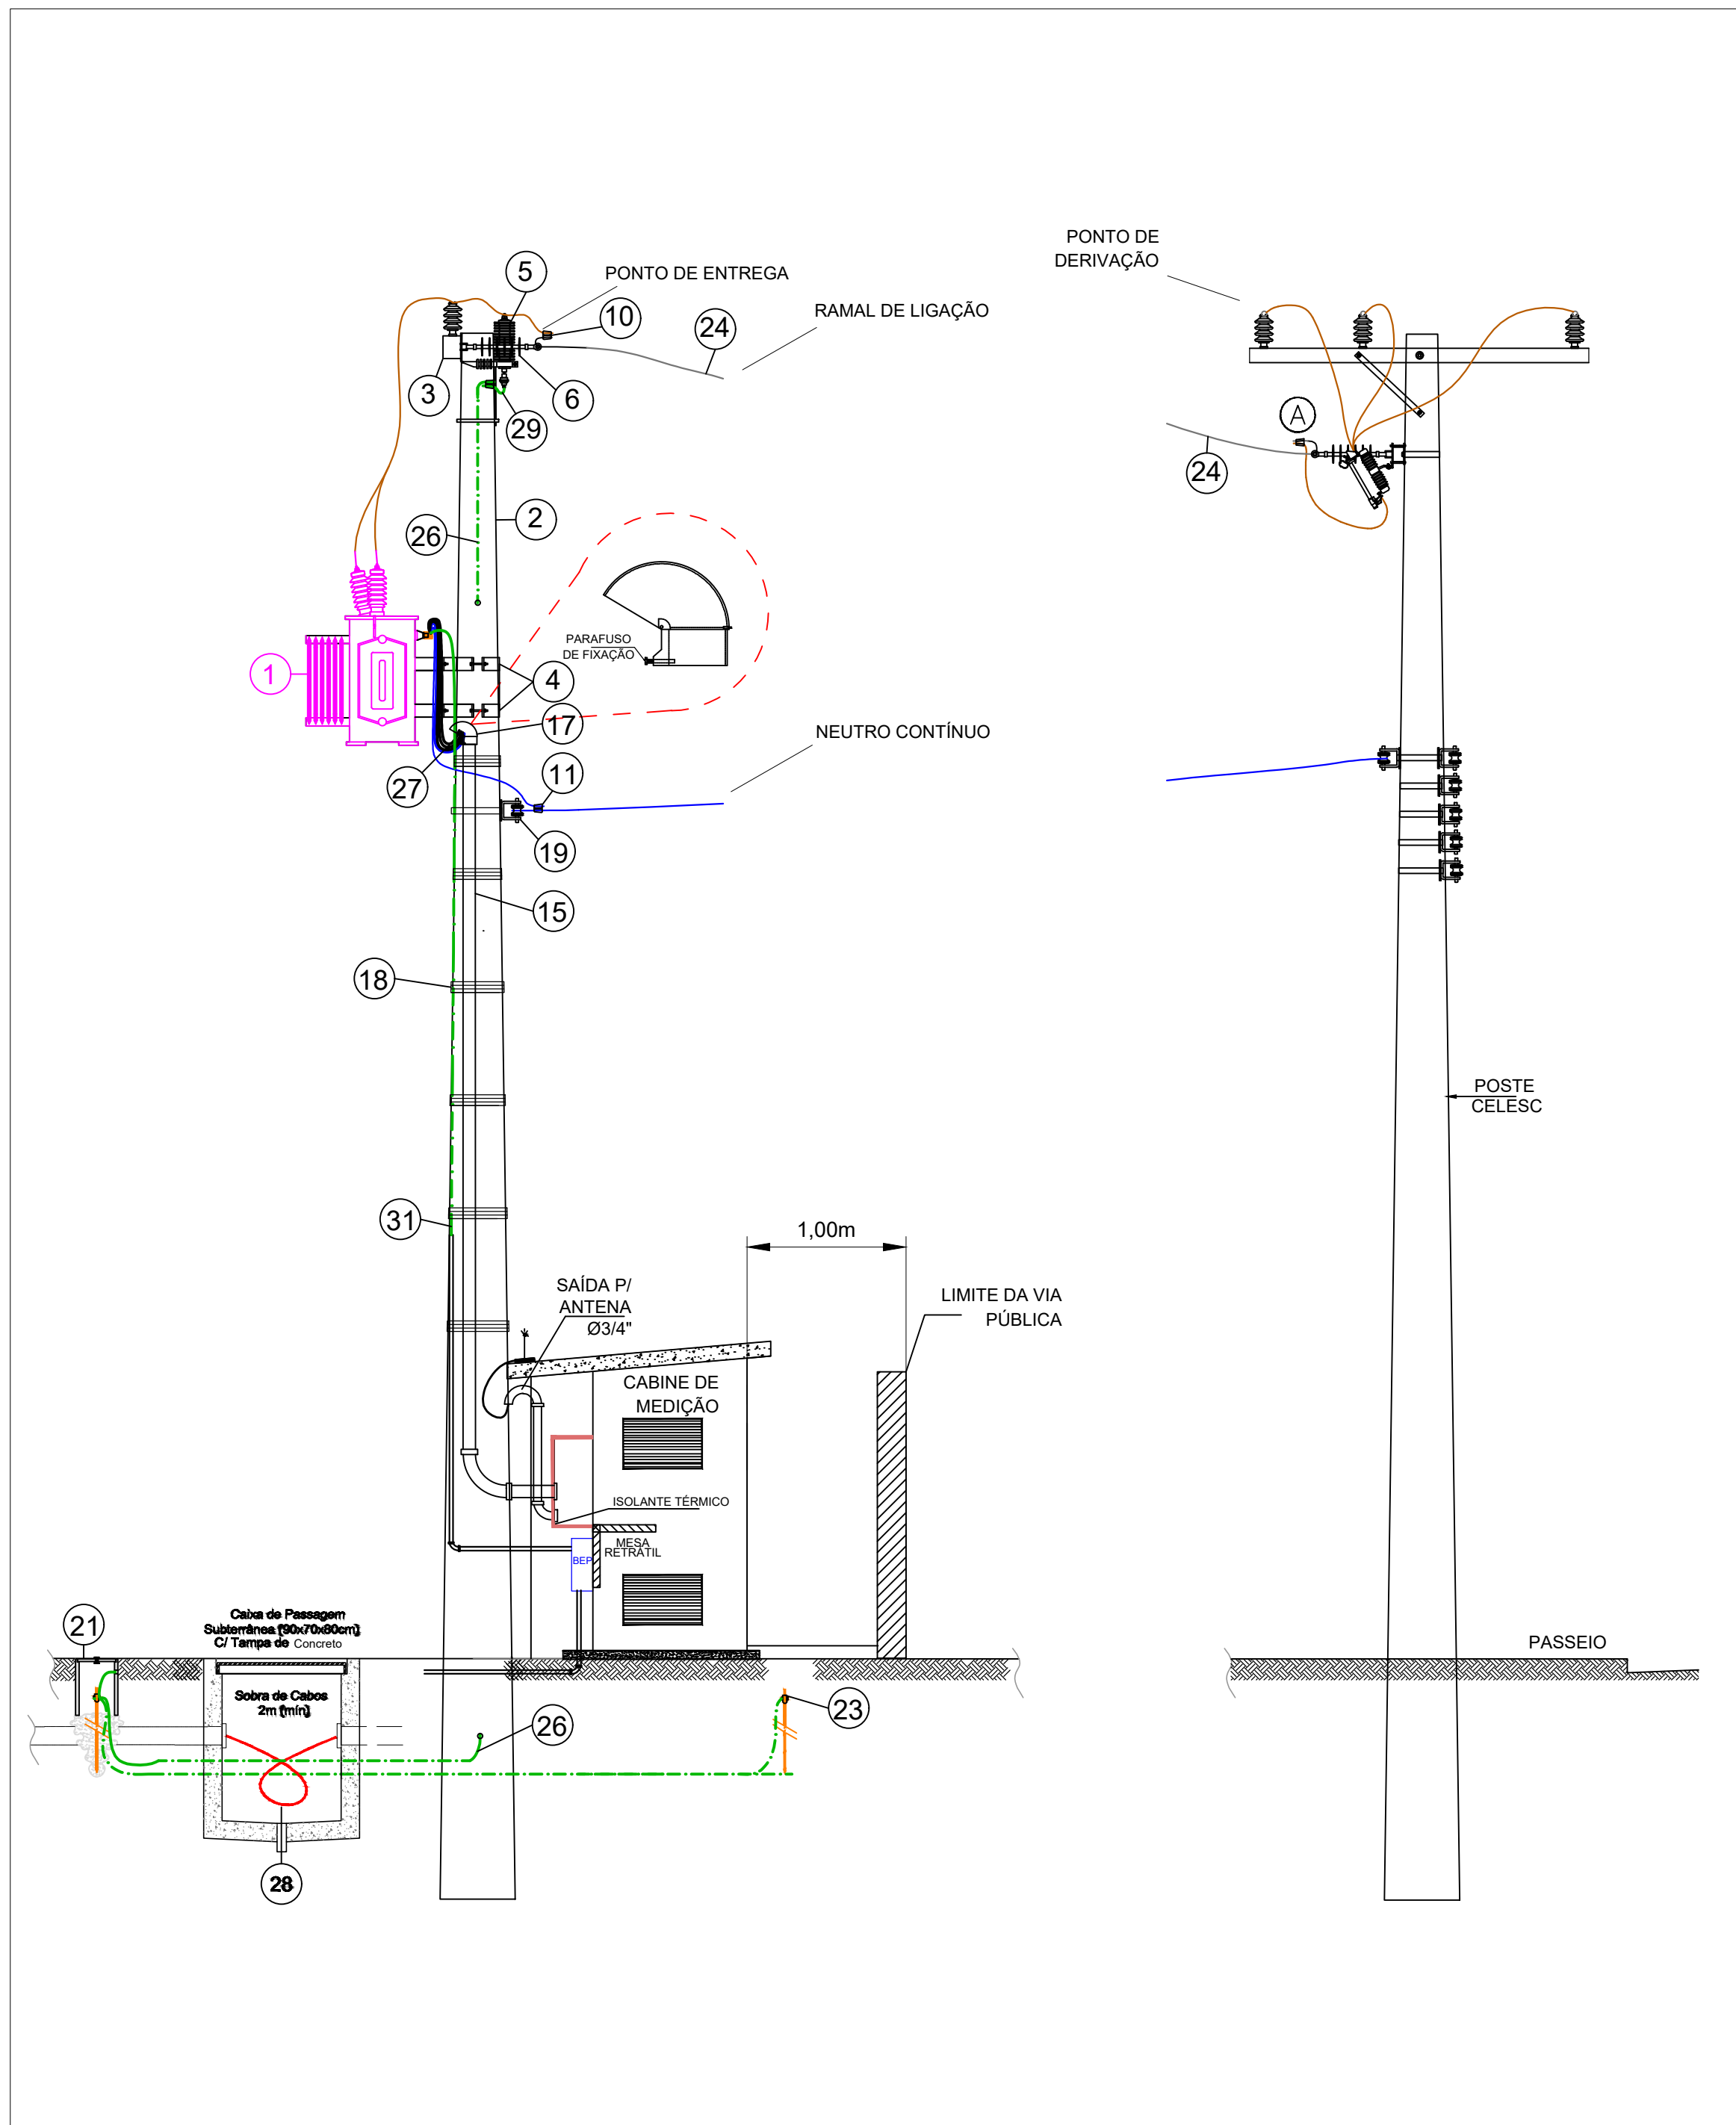 PONTO DE
DERIVAÇÃO
5
PONTO DE ENTREGA
10
RAMAL DE LIGAÇÃO
24
3
6
29
A
24
26
2
PARAFUSO
DE FIXAÇÃO
1
4
17
NEUTRO CONTÍNUO
27
11
19
15
18
POSTE
CELESC
31
1,00m
SAÍDA P/
ANTENA
Ø3/4"
LIMITE DA VIA
PÚBLICA
CABINE DE
MEDIÇÃO
ISOLANTE TÉRMICO
MESA
RETRÁTIL
BEP
21
Caixa de Passagem
Subterrânea (90x70x80cm)
C/ Tampa de Concreto
PASSEIO
Sobra de Cabos
2m (mín)
26
23
28